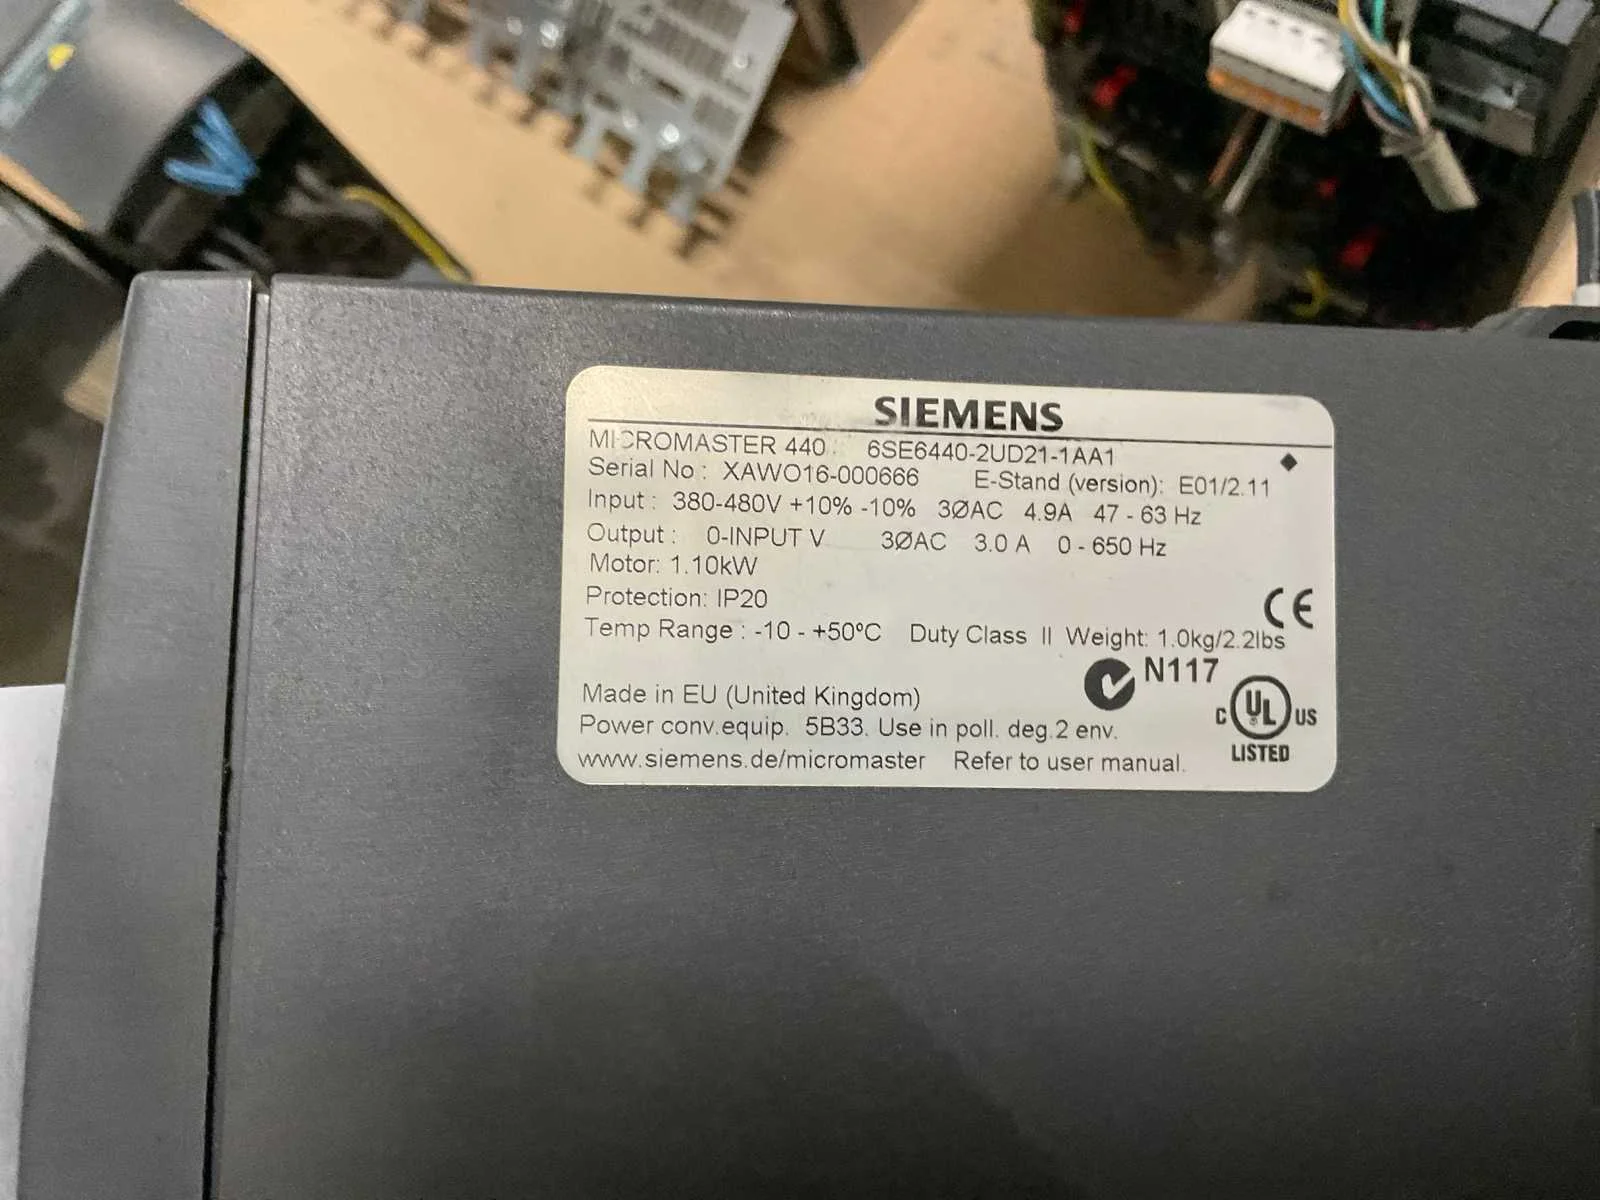 SIEMENS
MICROMASTER 440 6SE6440-2UD21-1AA1
Serial No : XAWO16-000666 E-Stand (version): E01/2.11
Input : 380-480V +10% -10% 3ØAC 4.9A 47 - 63 Hz
Output : 0-INPUT V 3ØAC 3.0 A 0 - 650 Hz
Motor: 1.10kW
Protection: IP20
CE
Temp Range : -10 - +50ºC Duty Class II Weight: 1.0kg/2.2lbs
N117
Made in EU (United Kingdom)
C UL US
LISTED
Power conv.equip. 5B33. Use in poll. deg.2 env.
www.siemens.de/micromaster Refer to user manual.